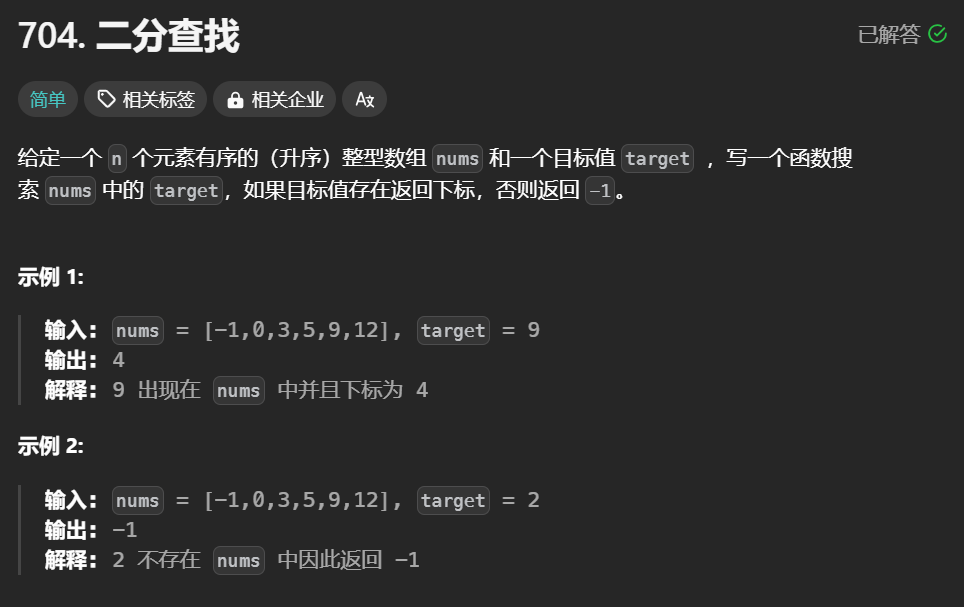 704. 二分查找
已解答
简单 相关标签 相关企业 Ax
给定一个 n 个元素有序的（升序）整型数组 nums 和一个目标值 target ，写一个函数搜
索 nums 中的 target，如果目标值存在返回下标，否则返回 -1。
示例 1:
输入: nums = [-1,0,3,5,9,12], target = 9
输出: 4
解释: 9 出现在 nums 中并且下标为 4
示例 2:
输入: nums = [-1,0,3,5,9,12], target = 2
输出: -1
解释: 2 不存在 nums 中因此返回 -1